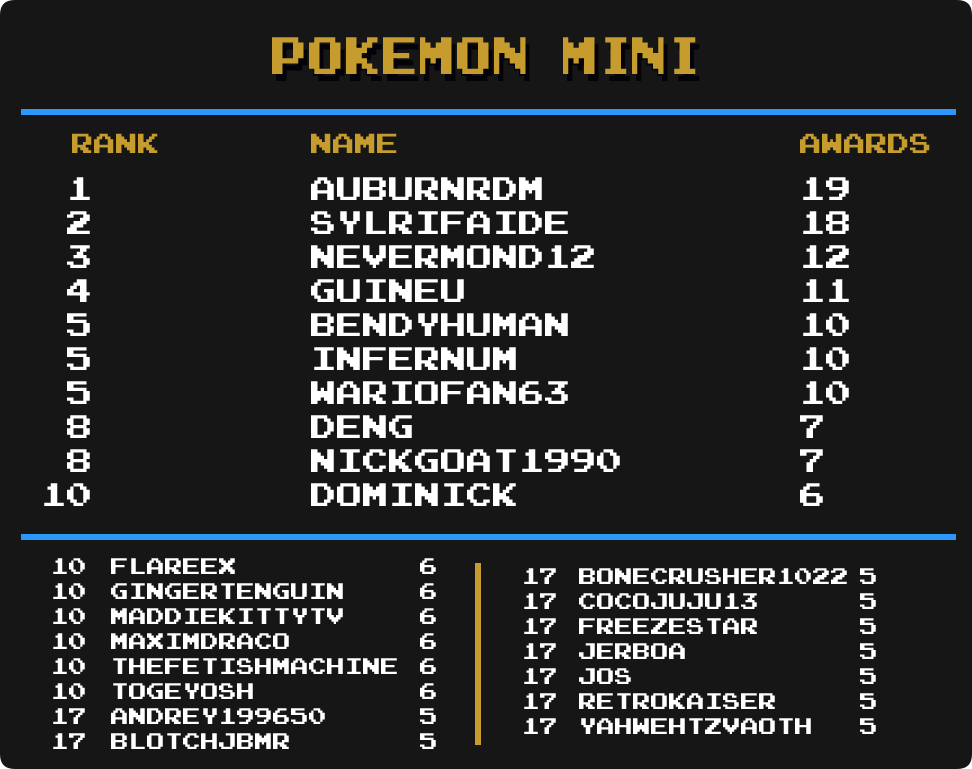 POKEMON MINI
RANK NAME AWARDS
1 AUBURNRDM 19
2 SYLRIFAIDE 18
3 NEVERMOND12 12
4 GUINEU 11
5 BENDYHUMAN 10
5 INFERNUM 10
5 WARIOFAN63 10
8 DENG 7
8 NICKGOAT1990 7
10 DOMINICK 6
10 FLAREEX 6
10 GINGERTENGUIN 6
10 MADDIEKITTYTV 6
10 MAXIMDRACO 6
10 THEFETISHMACHINE 6
10 TOGEYOSH 6
17 ANDREY199650 5
17 BLOTCHJBMR 5
17 BONECRUSHER1022 5
17 COCOJUJU13 5
17 FREEZESTAR 5
17 JERBOA 5
17 JOS 5
17 RETROKAISER 5
17 YAHWEHTZVAOTH 5